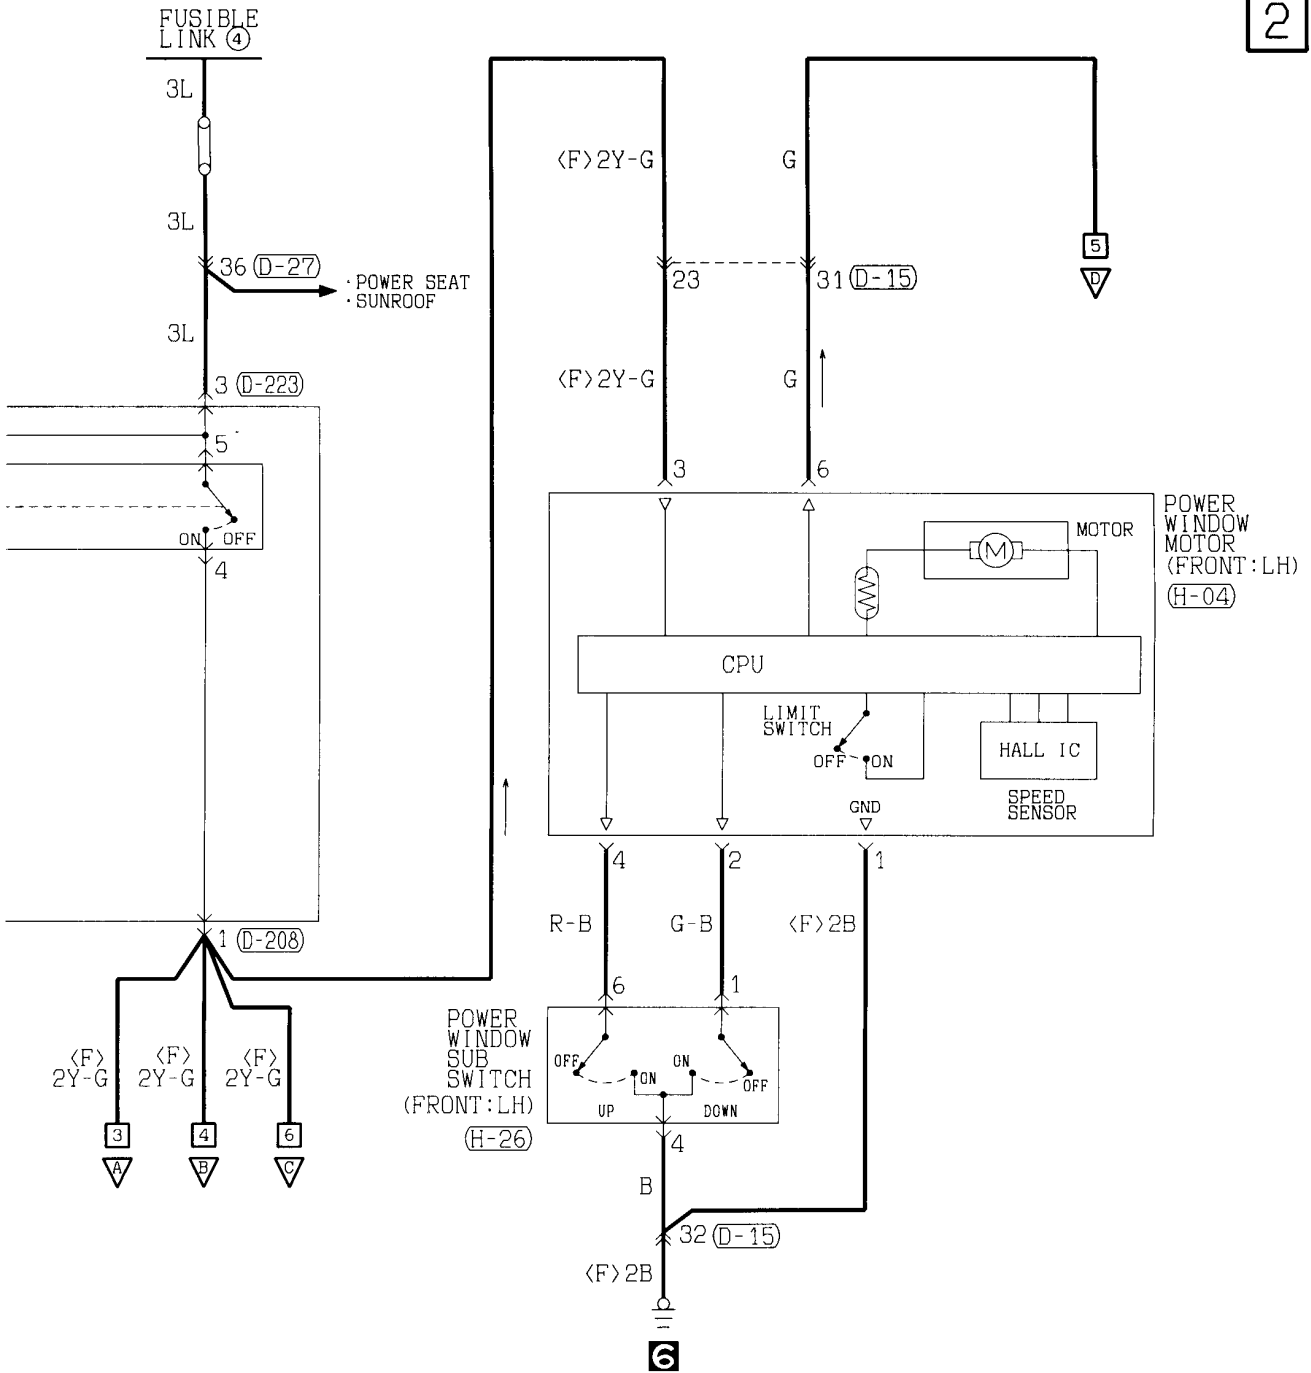 2
FUSIBLE
LINK ④
3L
3L
36 (D-27)
·POWER SEAT
·SUNROOF
3L
3 (D-223)
5
ON OFF
4
1 (D-208)
<F>
2Y-G
<F>
2Y-G
<F>
2Y-G
3
4
6
A
B
C
<F>2Y-G
G
5
D
23
31 (D-15)
<F>2Y-G
G
3
6
POWER
WINDOW
MOTOR
(FRONT:LH)
(H-04)
MOTOR
M
CPU
LIMIT
SWITCH
OFF ON
HALL IC
SPEED
SENSOR
GND
4
2
1
R-B
G-B
<F>2B
6
1
POWER
WINDOW
SUB
SWITCH
(FRONT:LH)
(H-26)
OFF
ON
ON
OFF
UP
DOWN
4
B
32 (D-15)
<F>2B
6